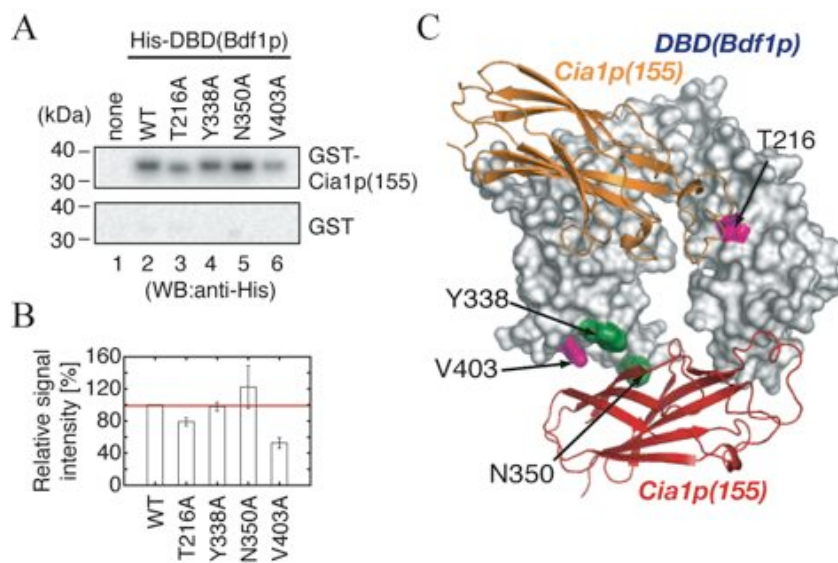 A
His-DBD(Bdf1p)
(kDa)
none
WT
T216A
Y338A
N350A
V403A
40
30
GST-
Cia1p(155)
40
30
GST
1 2 3 4 5 6
(WB:anti-His)
B
Relative signal
intensity [%]
160
120
80
40
0
WT
T216A
Y338A
N350A
V403A
C
DBD(Bdf1p)
Cia1p(155)
T216
Y338
V403
N350
Cia1p(155)